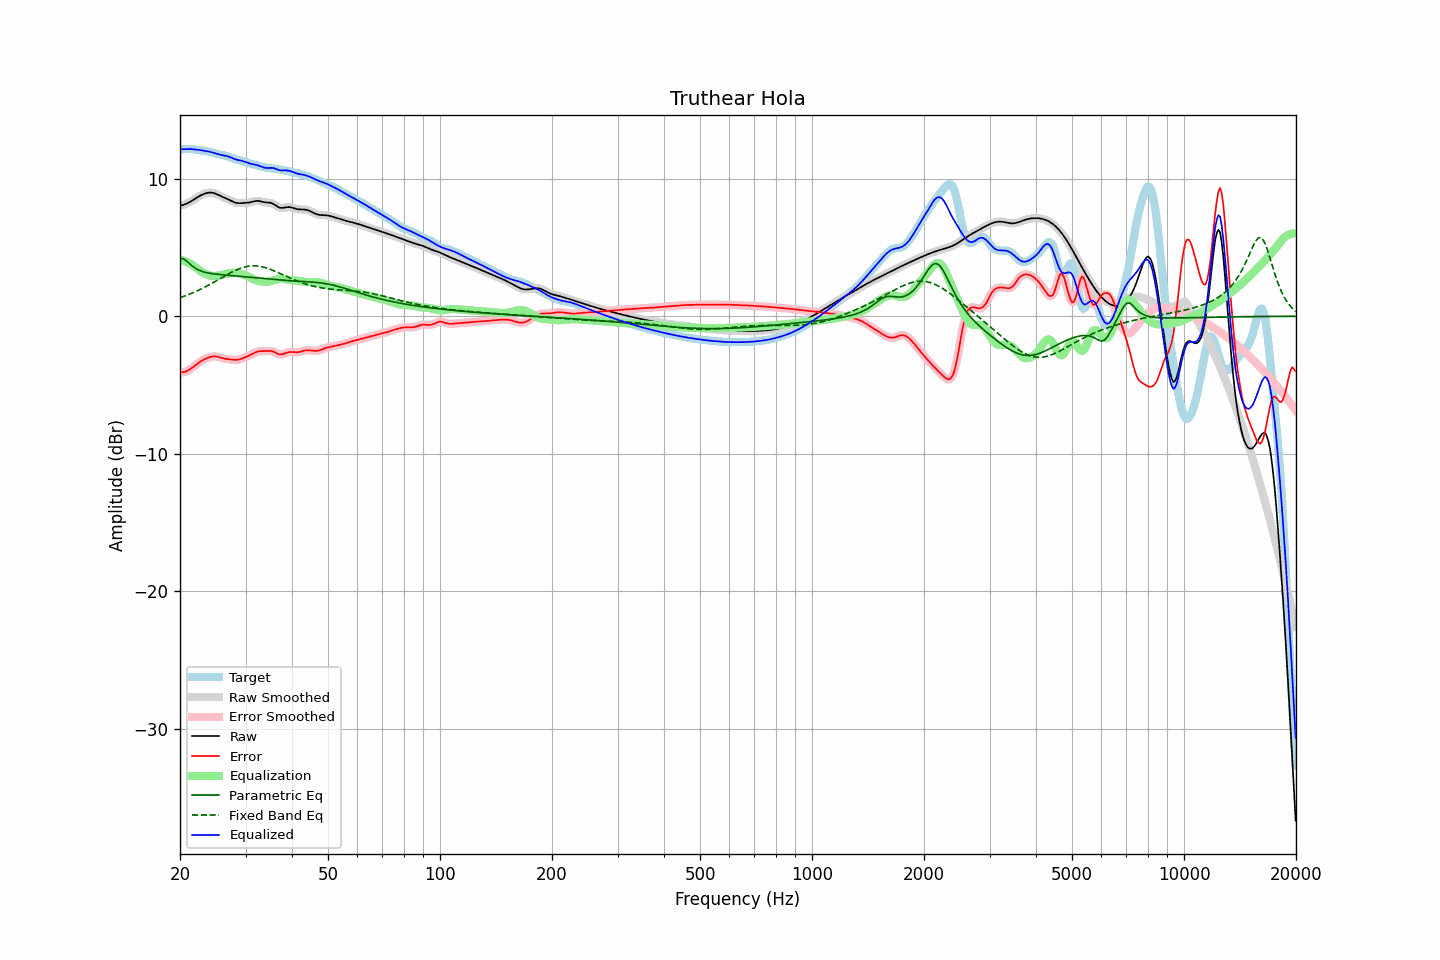 Truthear Hola
Amplitude (dBr)
10
0
−10
−20
−30
Target
Raw Smoothed
Error Smoothed
Raw
Error
Equalization
Parametric Eq
Fixed Band Eq
Equalized
20 50 100 200 500 1000 2000 5000 10000 20000
Frequency (Hz)